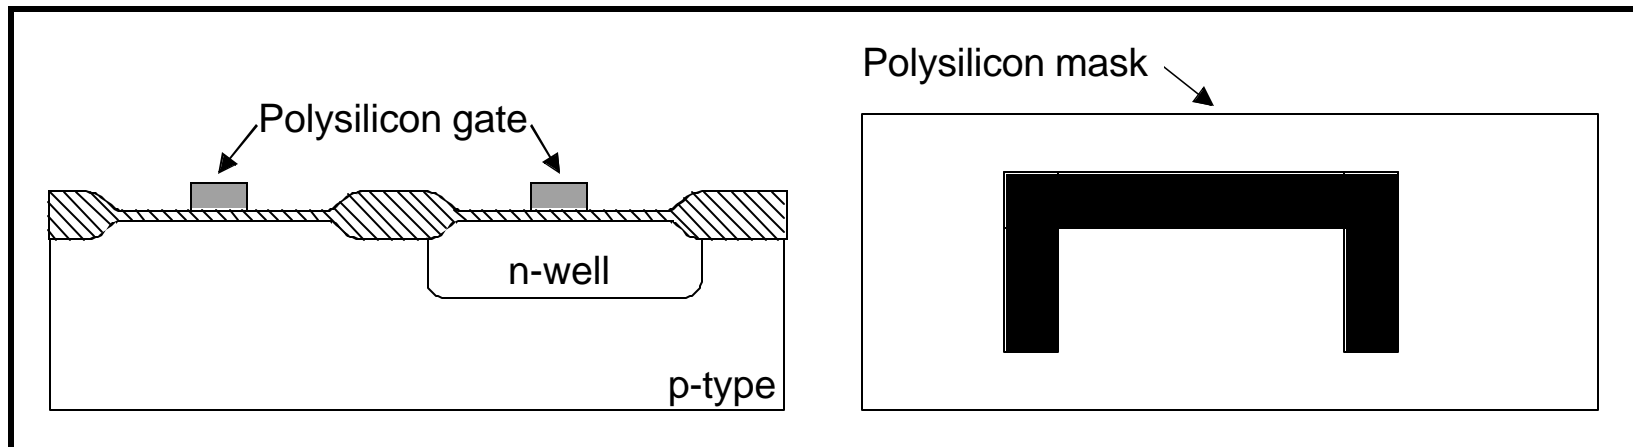 Polysilicon mask
Polysilicon gate
n-well
p-type